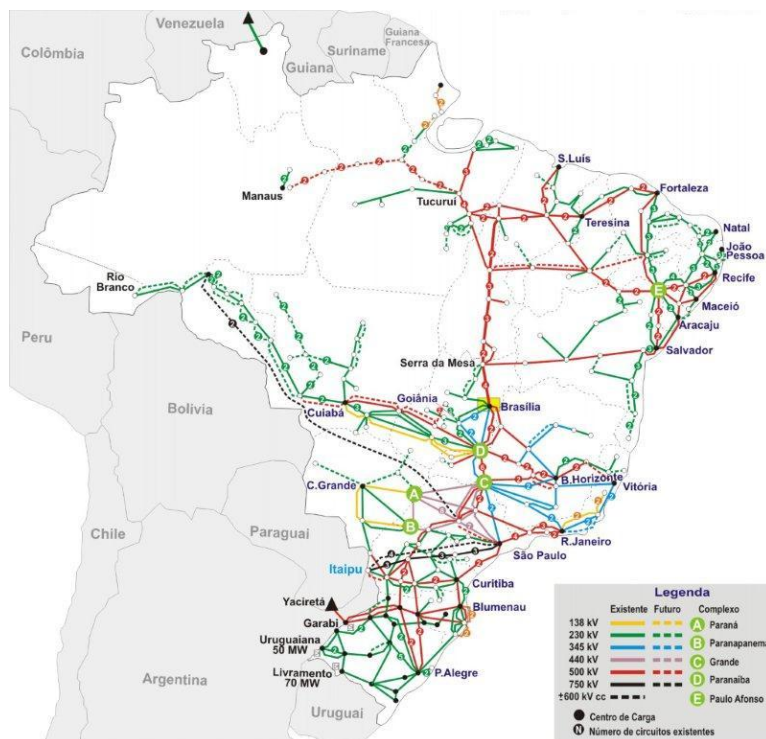 Venezuela
Guiana
Francesa
Suriname
Guiana
Colômbia
S.Luís
Manaus
Tucuruí
Fortaleza
Teresina
Natal
João
Pessoa
Recife
E
Maceió
Aracaju
Salvador
Rio
Branco
Peru
Serra da Mesa
Bolivia
Goiânia
Brasília
Cuiabá
D
B.Horizonte
C.Grande
A
C
Vitória
B
Chile
Paraguai
R.Janeiro
São Paulo
Itaipu
Curitiba
Yaciretá
Blumenau
Garabi
Uruguaiana
50 MW
Livramento
70 MW
P.Alegre
Argentina
Uruguai
Legenda
Existente Futuro Complexo
138 kV A Paraná
230 kV
345 kV B Paranapanema
440 kV C Grande
500 kV D Paranaíba
750 kV E Paulo Afonso
±600 kV cc
Centro de Carga
N Número de circuitos existentes